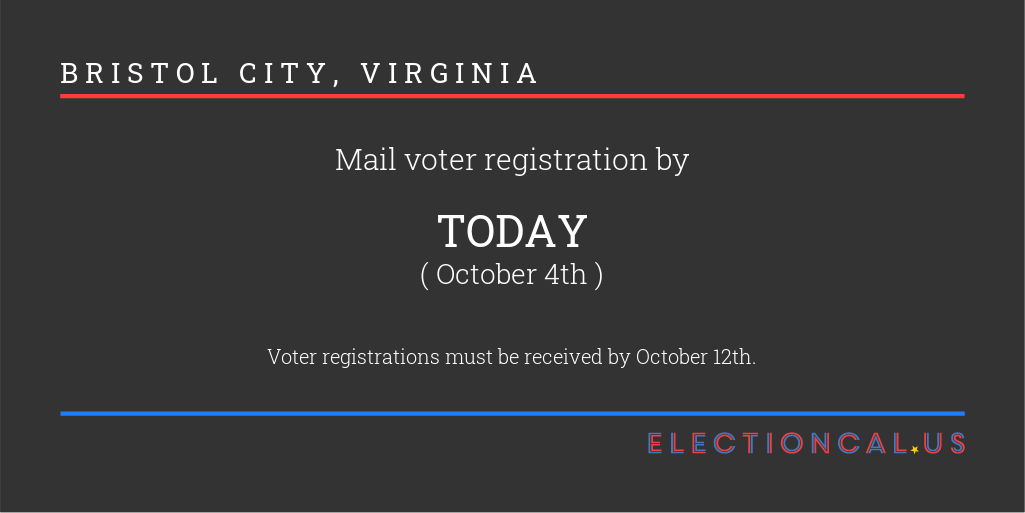 BRISTOL CITY, VIRGINIA
Mail voter registration by
TODAY
( October 4th )
Voter registrations must be received by October 12th.
ELECTIONCAL.US